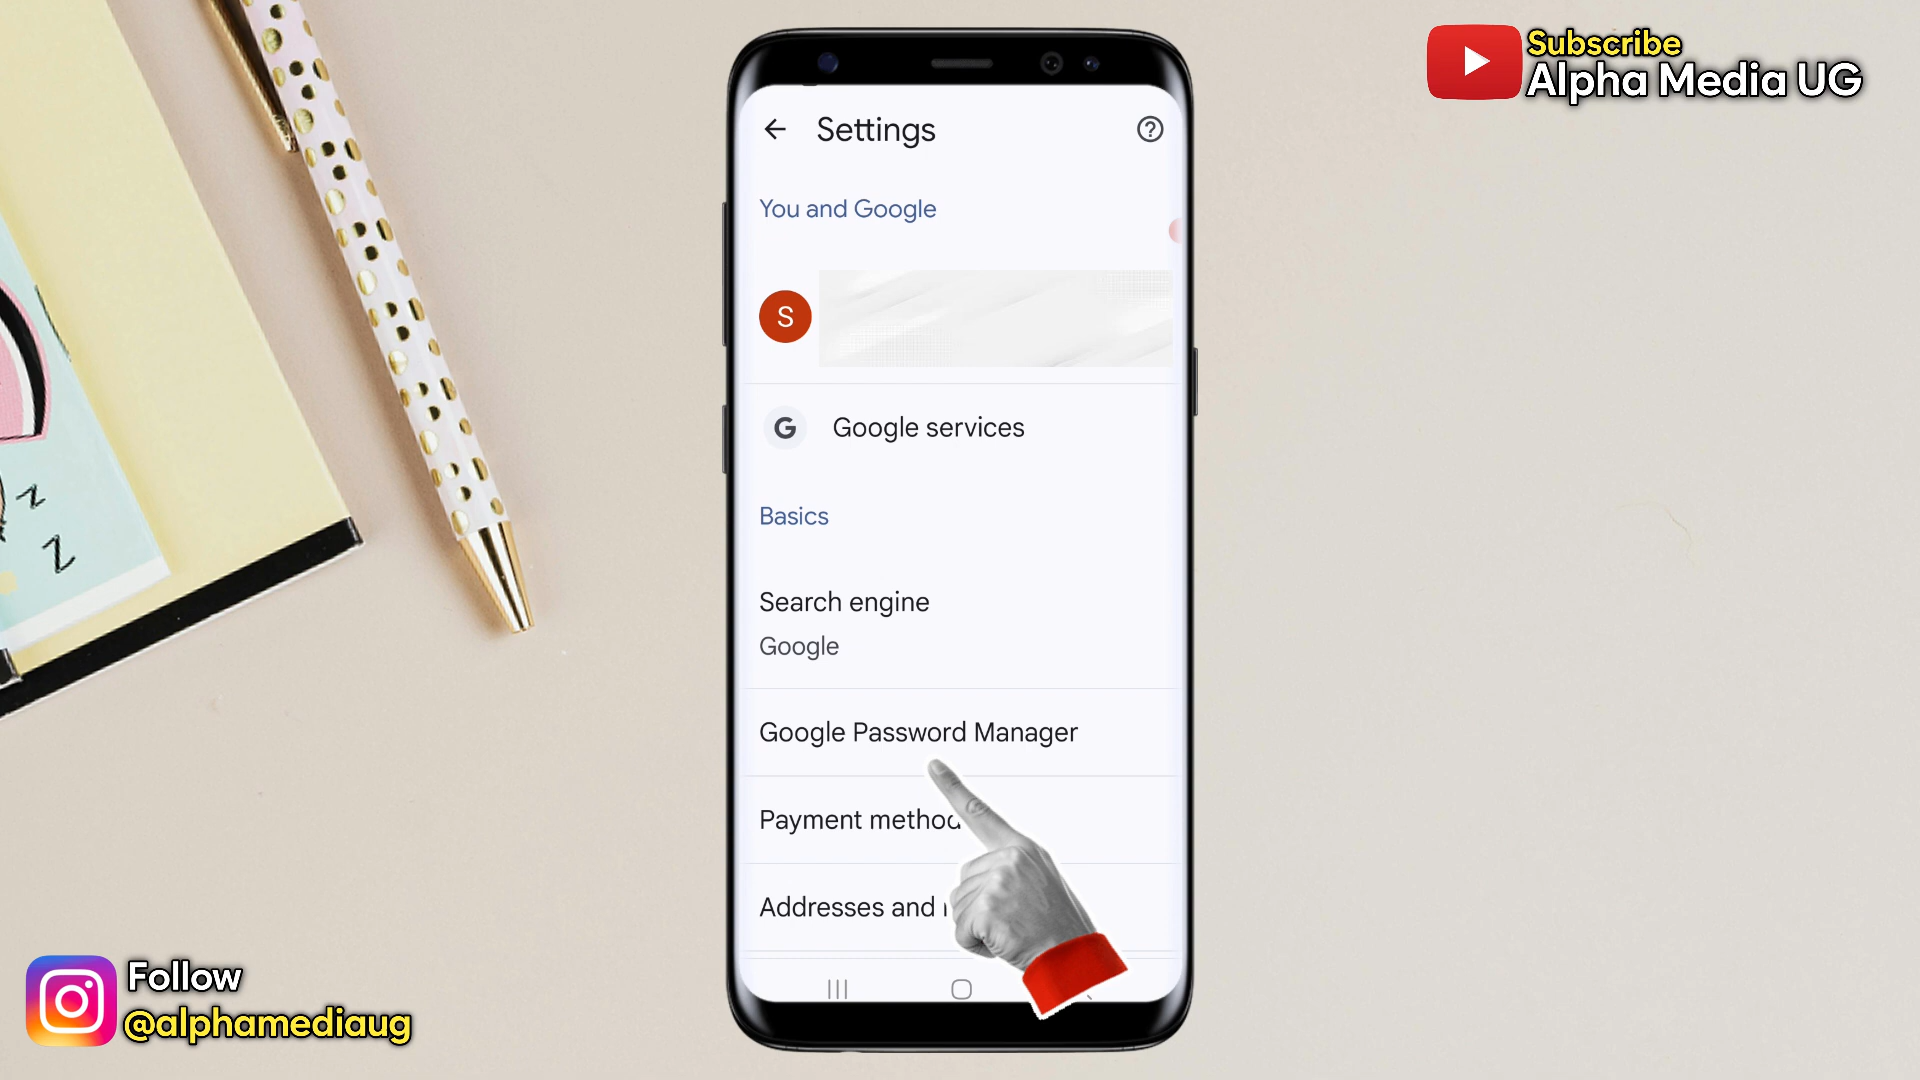 Subscribe
Alpha Media UG
Settings
You and Google
S
G
Google services
Basics
Search engine
Google
Google Password Manager
Payment method
Addresses and
z
z
Follow
@alphamediaug